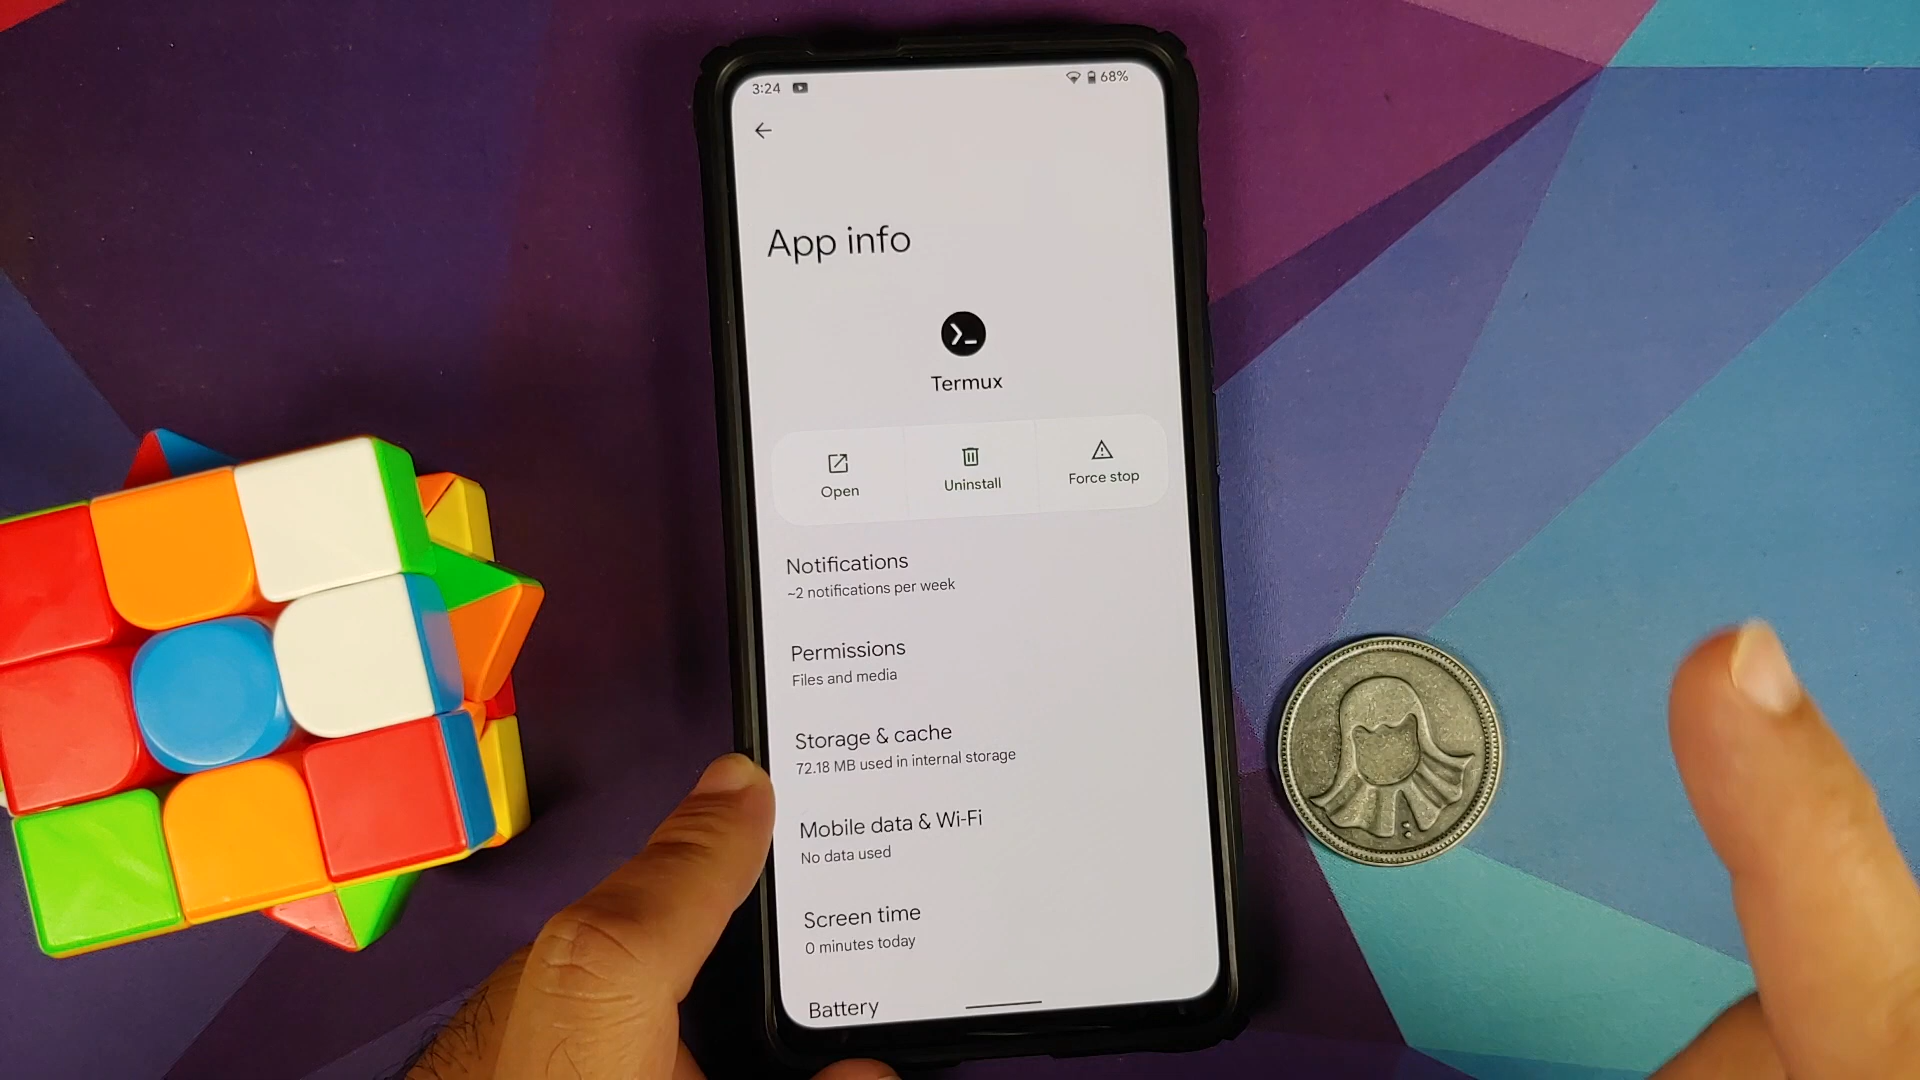 3:24
68%
App info
Termux
Open
Uninstall
Force stop
Notifications
~2 notifications per week
Permissions
Files and media
Storage & cache
72.18 MB used in internal storage
Mobile data & Wi-Fi
No data used
Screen time
0 minutes today
Battery